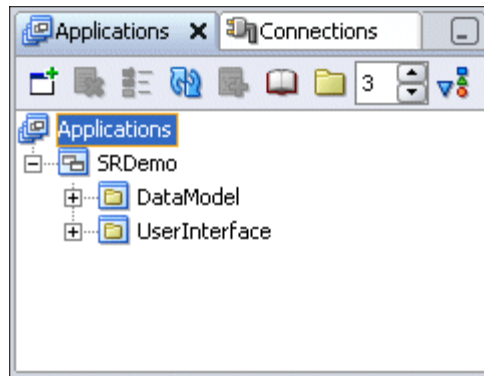 Applications Connections
3
Applications
SRDemo
DataModel
UserInterface